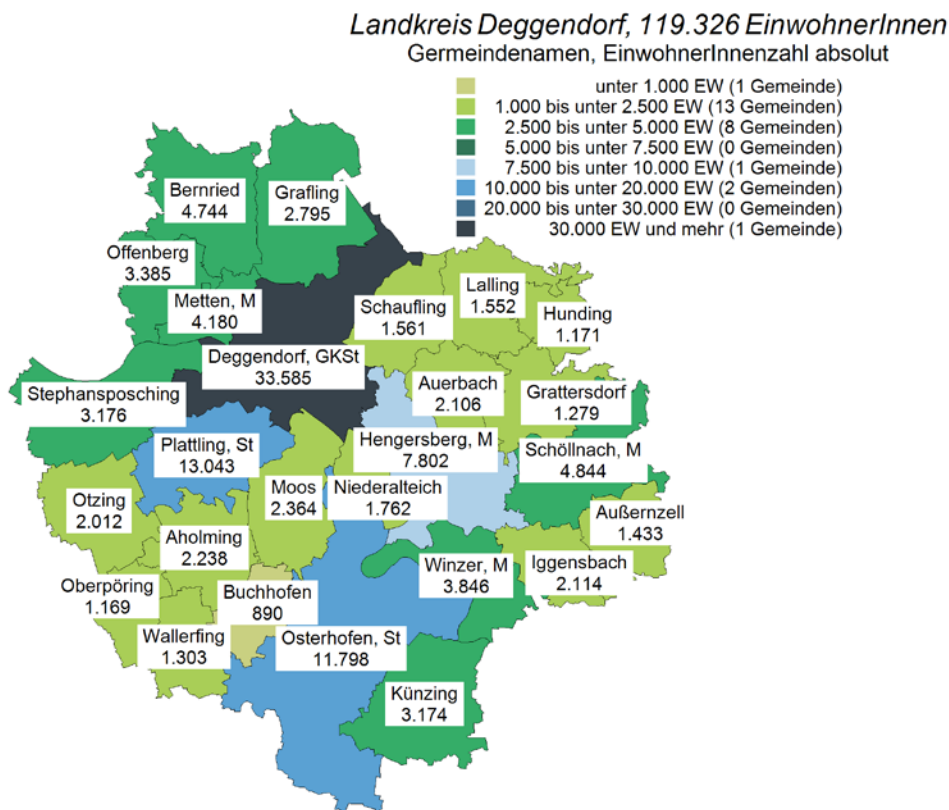 Landkreis Deggendorf, 119.326 EinwohnerInnen
Germeindenamen, EinwohnerInnenzahl absolut
unter 1.000 EW (1 Gemeinde)
1.000 bis unter 2.500 EW (13 Gemeinden)
2.500 bis unter 5.000 EW (8 Gemeinden)
5.000 bis unter 7.500 EW (0 Gemeinden)
7.500 bis unter 10.000 EW (1 Gemeinde)
10.000 bis unter 20.000 EW (2 Gemeinden)
20.000 bis unter 30.000 EW (0 Gemeinden)
30.000 EW und mehr (1 Gemeinde)
Bernried
4.744
Grafling
2.795
Offenberg
3.385
Metten, M
4.180
Schaufling
1.561
Lalling
1.552
Hunding
1.171
Deggendorf, GKSt
33.585
Stephansposching
3.176
Auerbach
2.106
Grattersdorf
1.279
Plattling, St
13.043
Hengersberg, M
7.802
Schöllnach, M
4.844
Otzing
2.012
Moos
2.364
Niederalteich
1.762
Außernzell
1.433
Aholming
2.238
Winzer, M
3.846
Iggensbach
2.114
Oberpöring
1.169
Buchhofen
890
Wallerfing
1.303
Osterhofen, St
11.798
Künzing
3.174